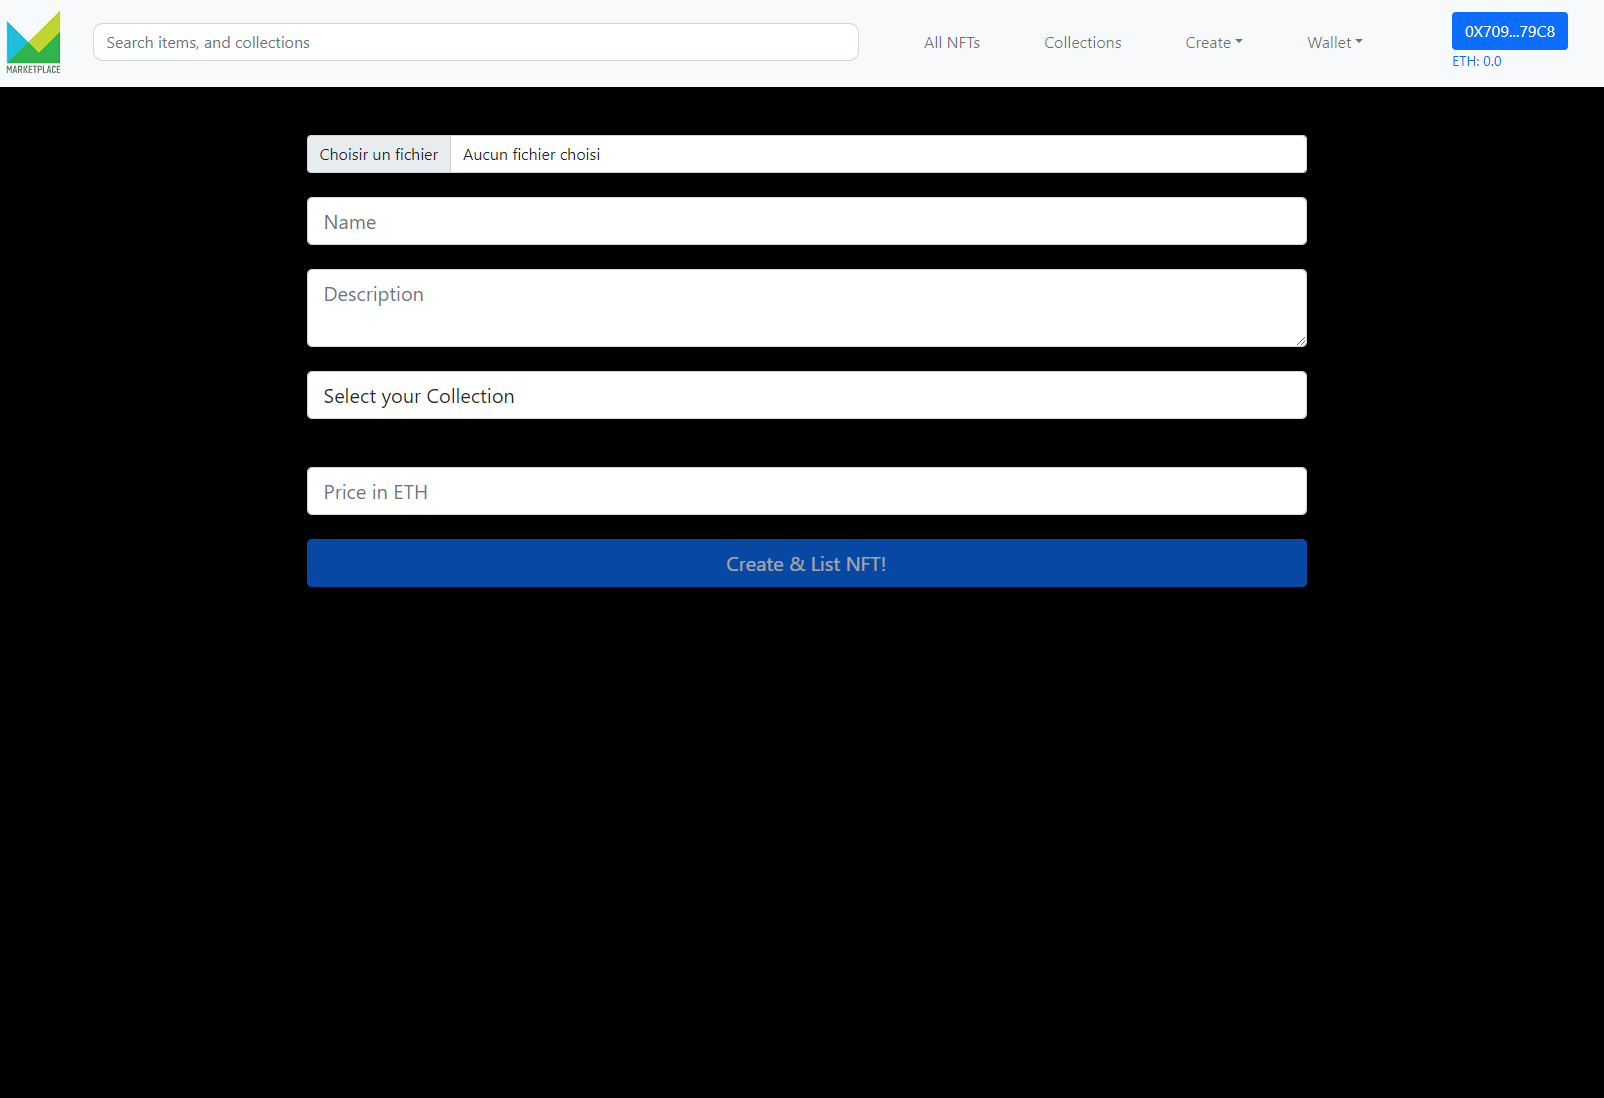 MARKETPLACE
Search items, and collections
All NFTs
Collections
Create
Wallet
0X709...79C8
ETH: 0.0
Choisir un fichier
Aucun fichier choisi
Name
Description
Select your Collection
Price in ETH
Create & List NFT!